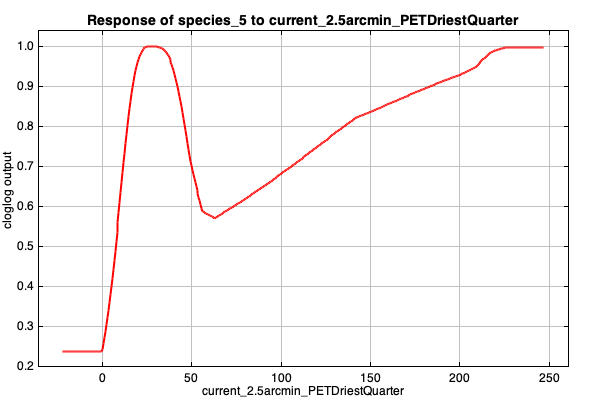 Response of species_5 to current_2.5arcmin_PETDriestQuarter
1.0
0.9
0.8
0.7
0.6
0.5
0.4
0.3
0.2
cloglog output
0 50 100 150 200 250
current_2.5arcmin_PETDriestQuarter